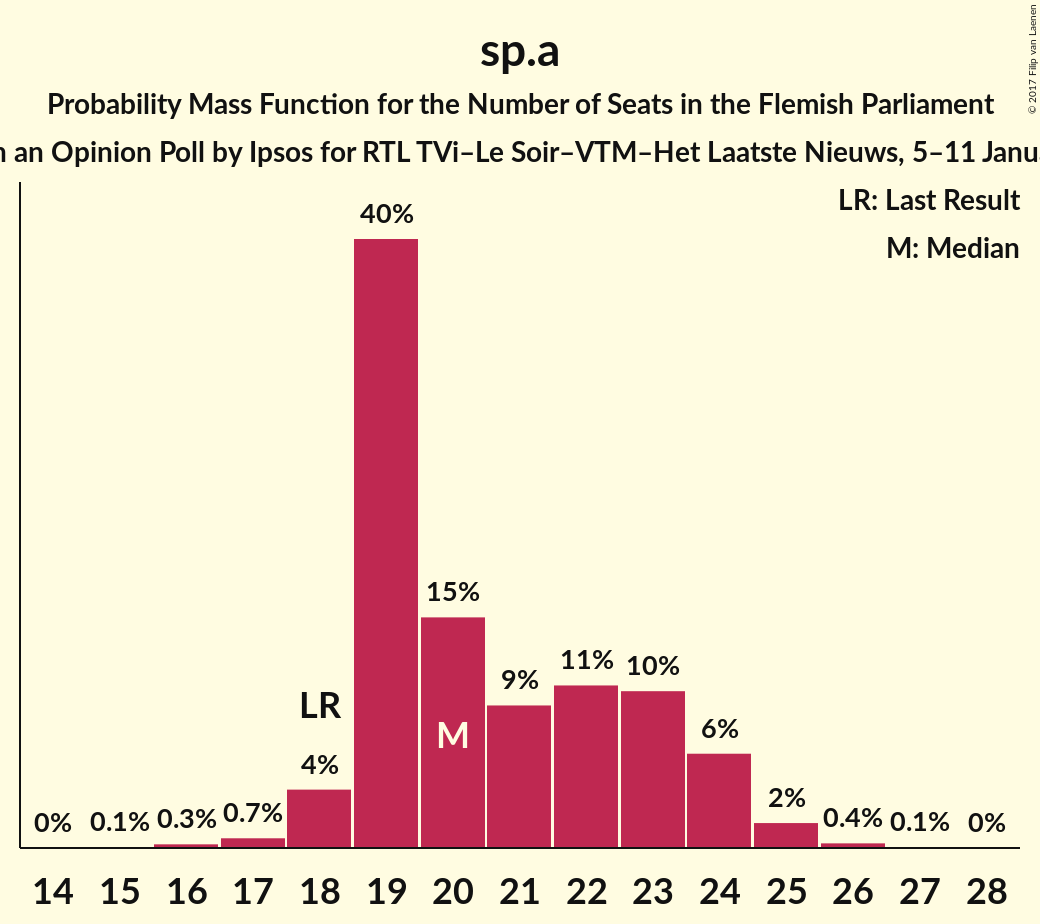 sp.a
Probability Mass Function for the Number of Seats in the Flemish Parliament
an Opinion Poll by Ipsos for RTL TVi–Le Soir–VTM–Het Laatste Nieuws, 5–11
LR: Last Result
M: Median
40%
15%
9%
11%
10%
LR
M
6%
4%
2%
0%
0.1%
0.3%
0.7%
0.4%
0.1%
0%
14 15 16 17 18 19 20 21 22 23 24 25 26 27 28
© 2017 Filip van Laenen